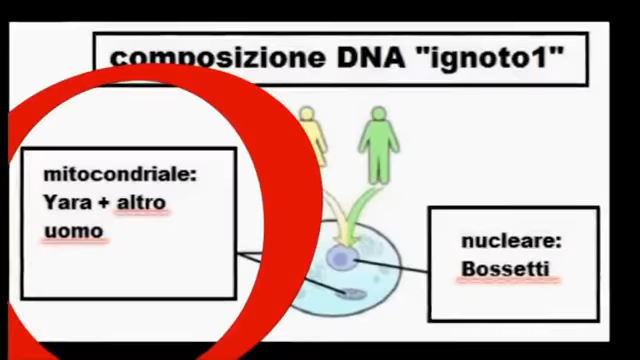 composizione DNA "ignoto1"
mitocondriale:
Yara + altro
uomo
nucleare:
Bossetti